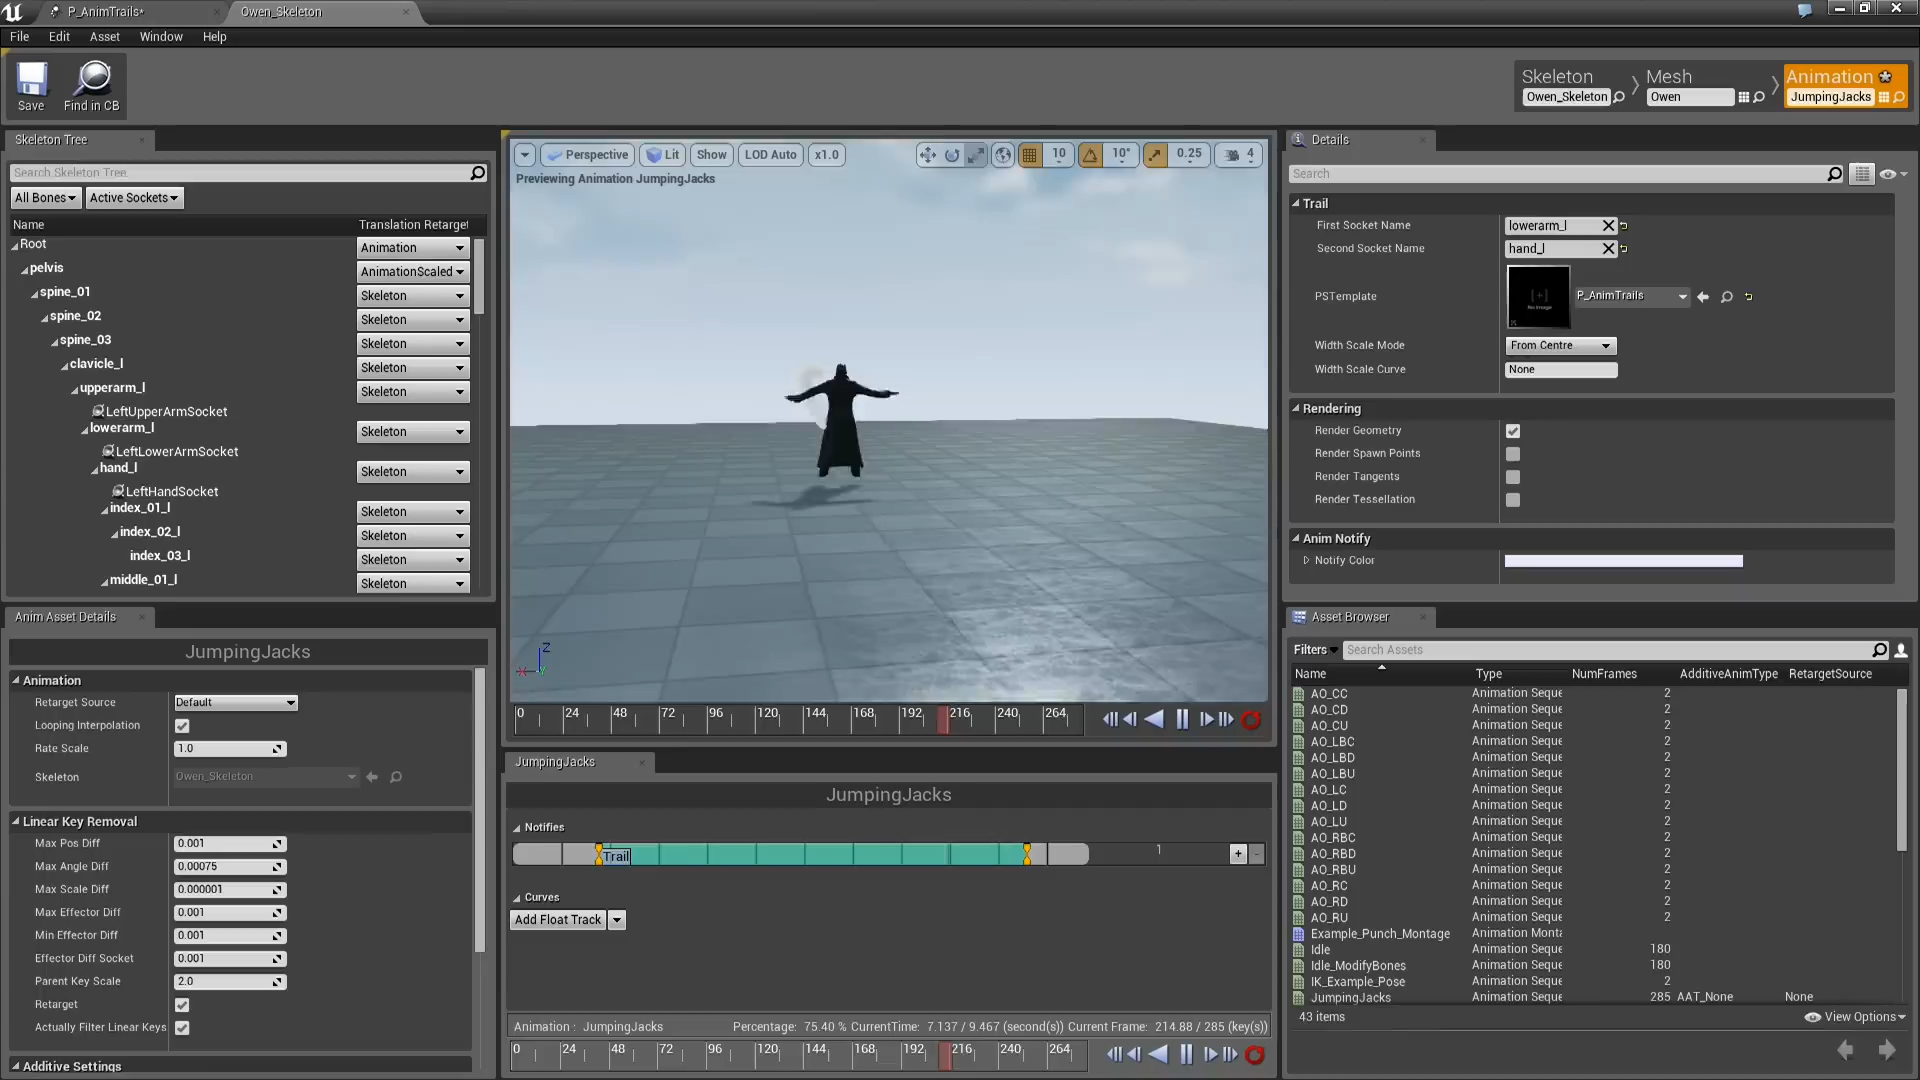 P_AnimTrails*
Owen_Skeleton
File Edit Asset Window Help
Save
Find in CB
Skeleton
Owen_Skeleton
Mesh
Owen
Animation
JumpingJacks
Skeleton Tree
Search Skeleton Tree
All Bones
Active Sockets
Name Translation Retarget
Root Animation
pelvis AnimationScaled
spine_01 Skeleton
spine_02 Skeleton
spine_03 Skeleton
clavicle_l Skeleton
upperarm_l Skeleton
LeftUpperArmSocket
lowerarm_l Skeleton
LeftLowerArmSocket
hand_l Skeleton
LeftHandSocket
index_01_l Skeleton
index_02_l Skeleton
index_03_l Skeleton
middle_01_l Skeleton
Anim Asset Details
JumpingJacks
Animation
Retarget Source Default
Looping Interpolation
Rate Scale 1.0
Skeleton Owen_Skeleton
Linear Key Removal
Max Pos Diff 0.001
Max Angle Diff 0.00075
Max Scale Diff 0.000001
Max Effector Diff 0.001
Min Effector Diff 0.001
Effector Diff Socket 0.001
Parent Key Scale 2.0
Retarget
Actually Filter Linear Keys
Additive Settings
Perspective Lit Show LOD Auto x1.0 10 10° 0.25 4
Previewing Animation JumpingJacks
Z
X
Y
0 24 48 72 96 120 144 168 192 216 240 264
JumpingJacks
JumpingJacks
Notifies
Trail
1
+ -
Curves
Add Float Track
Animation : JumpingJacks Percentage: 75.40 % CurrentTime: 7.137 / 9.467 (second(s)) Current Frame: 214.88 / 285 (key(s))
0 24 48 72 96 120 144 168 192 216 240 264
Details
Search
Trail
First Socket Name lowerarm_l
Second Socket Name hand_l
PSTemplate
No Image
P_AnimTrails
Width Scale Mode From Centre
Width Scale Curve None
Rendering
Render Geometry
Render Spawn Points
Render Tangents
Render Tessellation
Anim Notify
Notify Color
Asset Browser
Filters Search Assets
Name Type NumFrames AdditiveAnimType RetargetSource
AO_CC Animation Seque 2
AO_CD Animation Seque 2
AO_CU Animation Seque 2
AO_LBC Animation Seque 2
AO_LBD Animation Seque 2
AO_LBU Animation Seque 2
AO_LC Animation Seque 2
AO_LD Animation Seque 2
AO_LU Animation Seque 2
AO_RBC Animation Seque 2
AO_RBD Animation Seque 2
AO_RBU Animation Seque 2
AO_RC Animation Seque 2
AO_RD Animation Seque 2
AO_RU Animation Seque 2
Example_Punch_Montage Animation Monta
Idle Animation Seque 180
Idle_ModifyBones Animation Seque 180
IK_Example_Pose Animation Seque 2
JumpingJacks Animation Seque 285 AAT_None None
43 items
View Options